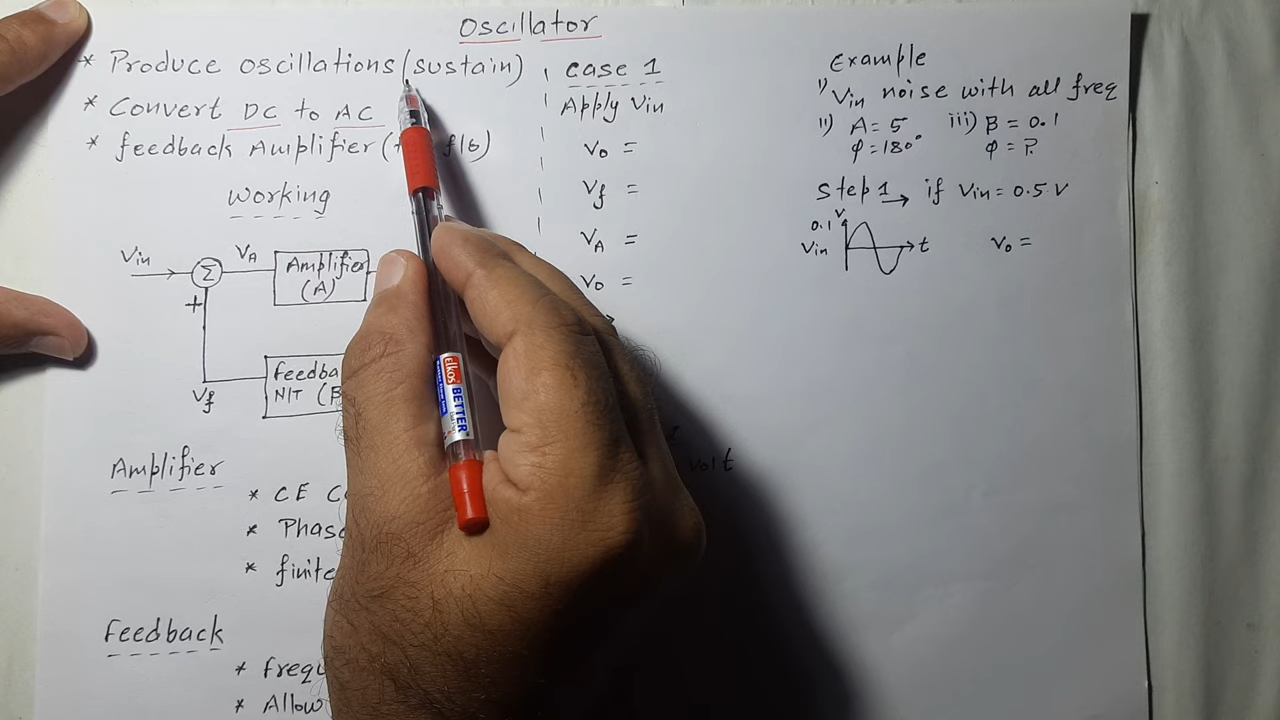 Oscillator
* Produce oscillations (sustain)
* Convert DC to AC
* feedback Amplifier ( f/b)
Working
Vin
VA
Σ
+
Amplifier
(A)
Vf
Feedba
N/T (β
Amplifier
* CE C
* Phase
* finite
Feedback
* frequ
* Allow
case 1
Apply Vin
Vo =
Vf =
VA =
Vo =
volt
Example
i) Vin noise with all freq
ii) A = 5 iii) β = 0.1
φ = 180° φ = ?
Step 1 → if Vin = 0.5 V
0.1 V
Vin t Vo =
Elkos
BETTER